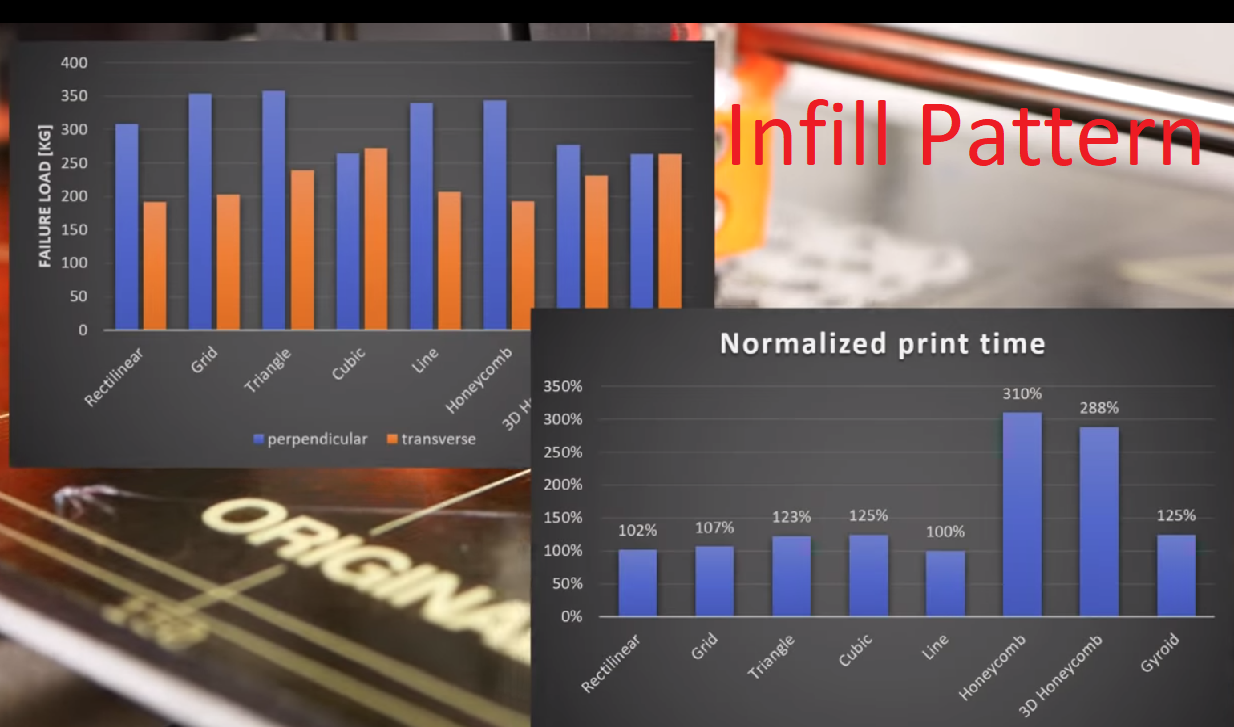 Infill Pattern
400
350
300
250
200
150
100
50
0
FAILURE LOAD [KG]
Rectilinear
Grid
Triangle
Cubic
Line
Honeycomb
3D
perpendicular
transverse
Normalized print time
350%
300%
250%
200%
150%
100%
50%
0%
102%
107%
123%
125%
100%
310%
288%
125%
Rectilinear
Grid
Triangle
Cubic
Line
Honeycomb
3D Honeycomb
Gyroid
ORIGINA